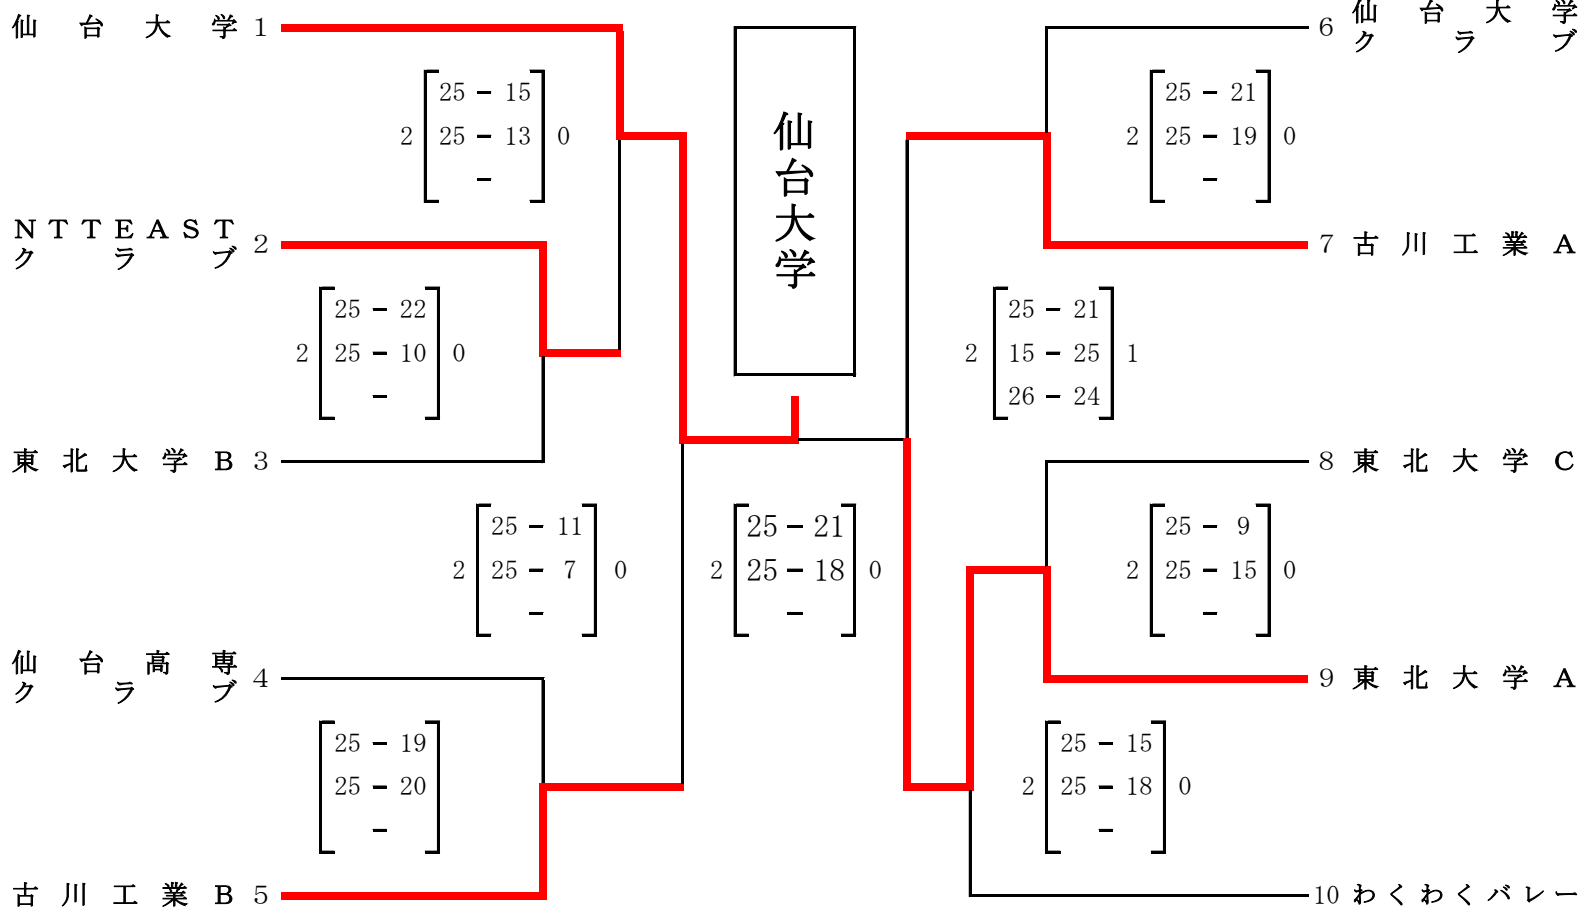 仙台大学 1
2 25 - 15 0
25 - 13
-
NTTEAST
クラブ 2
2 25 - 22 0
25 - 10
-
東北大学B 3
2 25 - 11 0
25 - 7
-
仙台高専
クラブ 4
25 - 19
25 - 20
-
古川工業B 5
仙台大学
2 25 - 21 0
25 - 18
-
6 仙台大学
クラブ
2 25 - 21 0
25 - 19
-
7 古川工業A
2 25 - 21 1
15 - 25
26 - 24
8 東北大学C
2 25 - 9 0
25 - 15
-
9 東北大学A
2 25 - 15 0
25 - 18
-
10 わくわくバレー